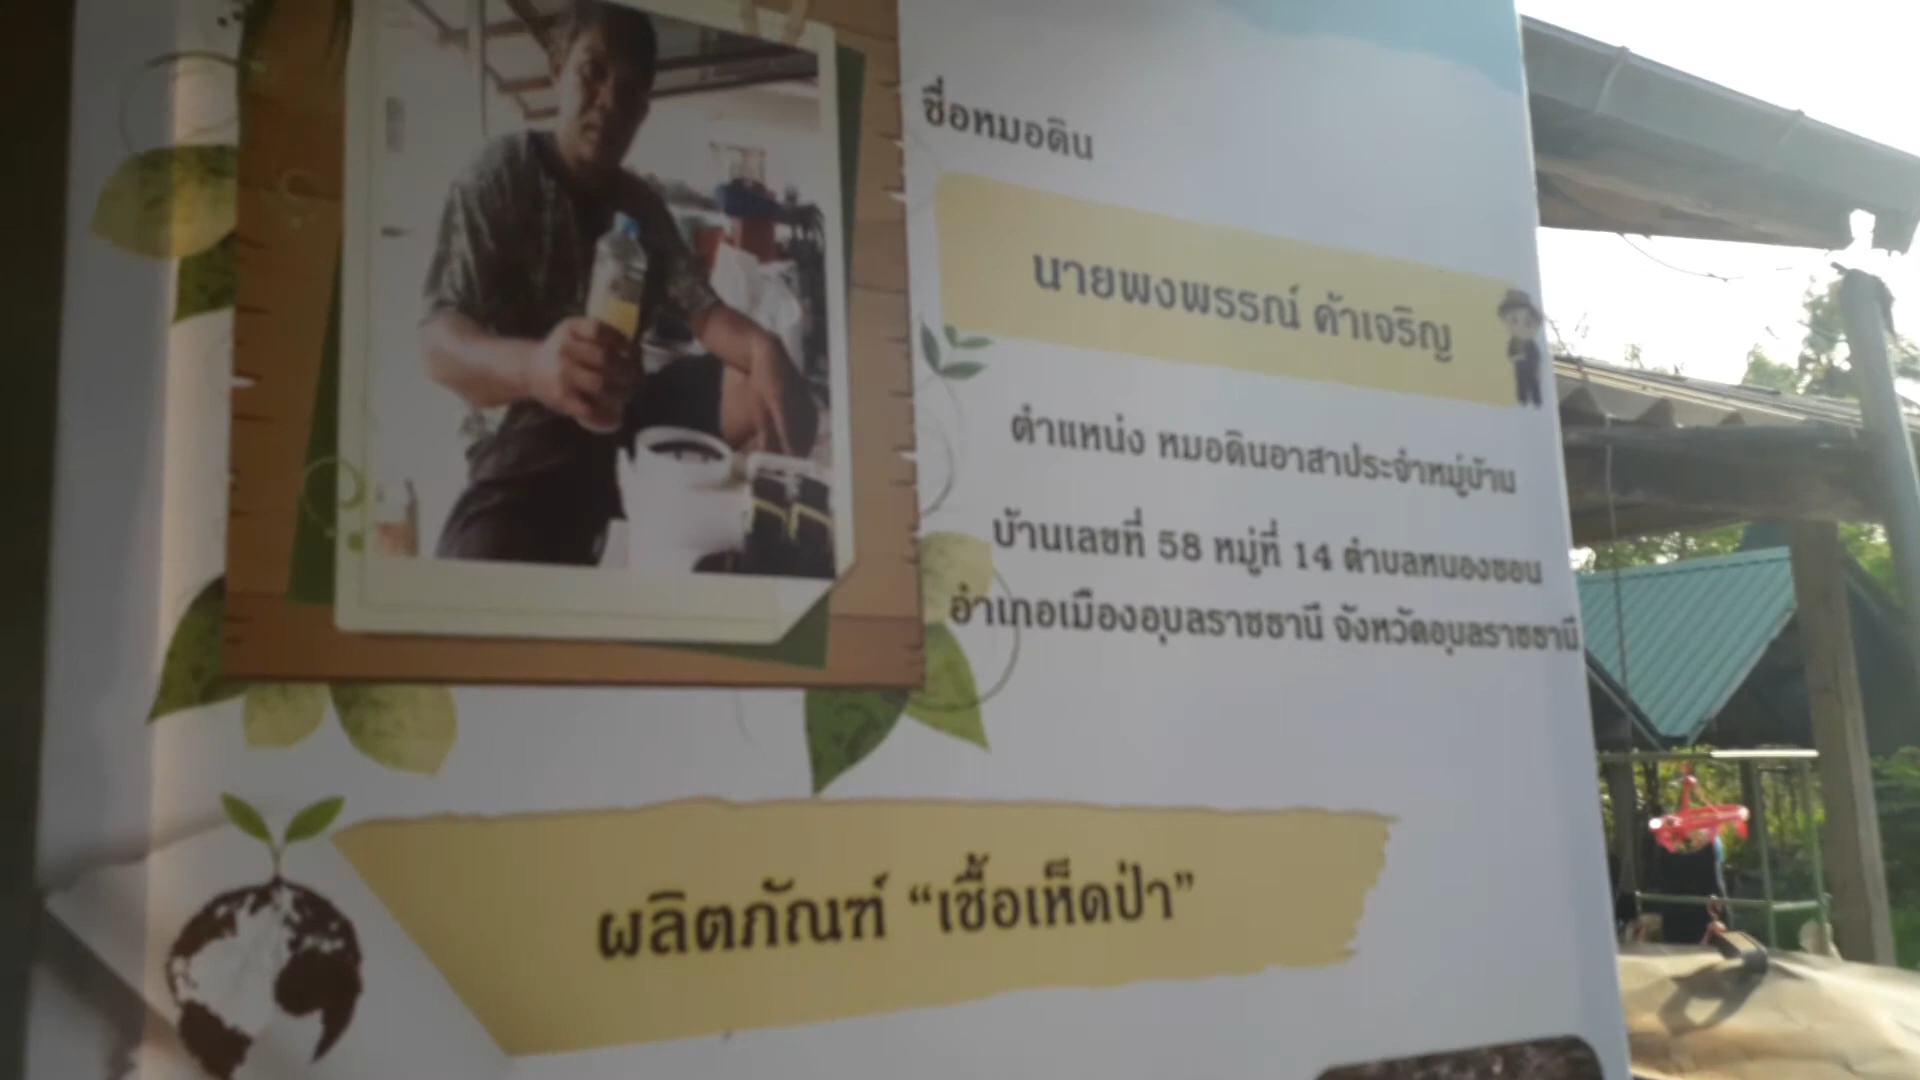 ชื่อหมอดิน
นายพงพรรณ์ ค้าเจริญ
ตำแหน่ง หมอดินอาสาประจำหมู่บ้าน
บ้านเลขที่ 58 หมู่ที่ 14 ตำบลหนองขอน
อำเภอเมืองอุบลราชธานี จังหวัดอุบลราชธานี
ผลิตภัณฑ์ “เชื้อเห็ดป่า”